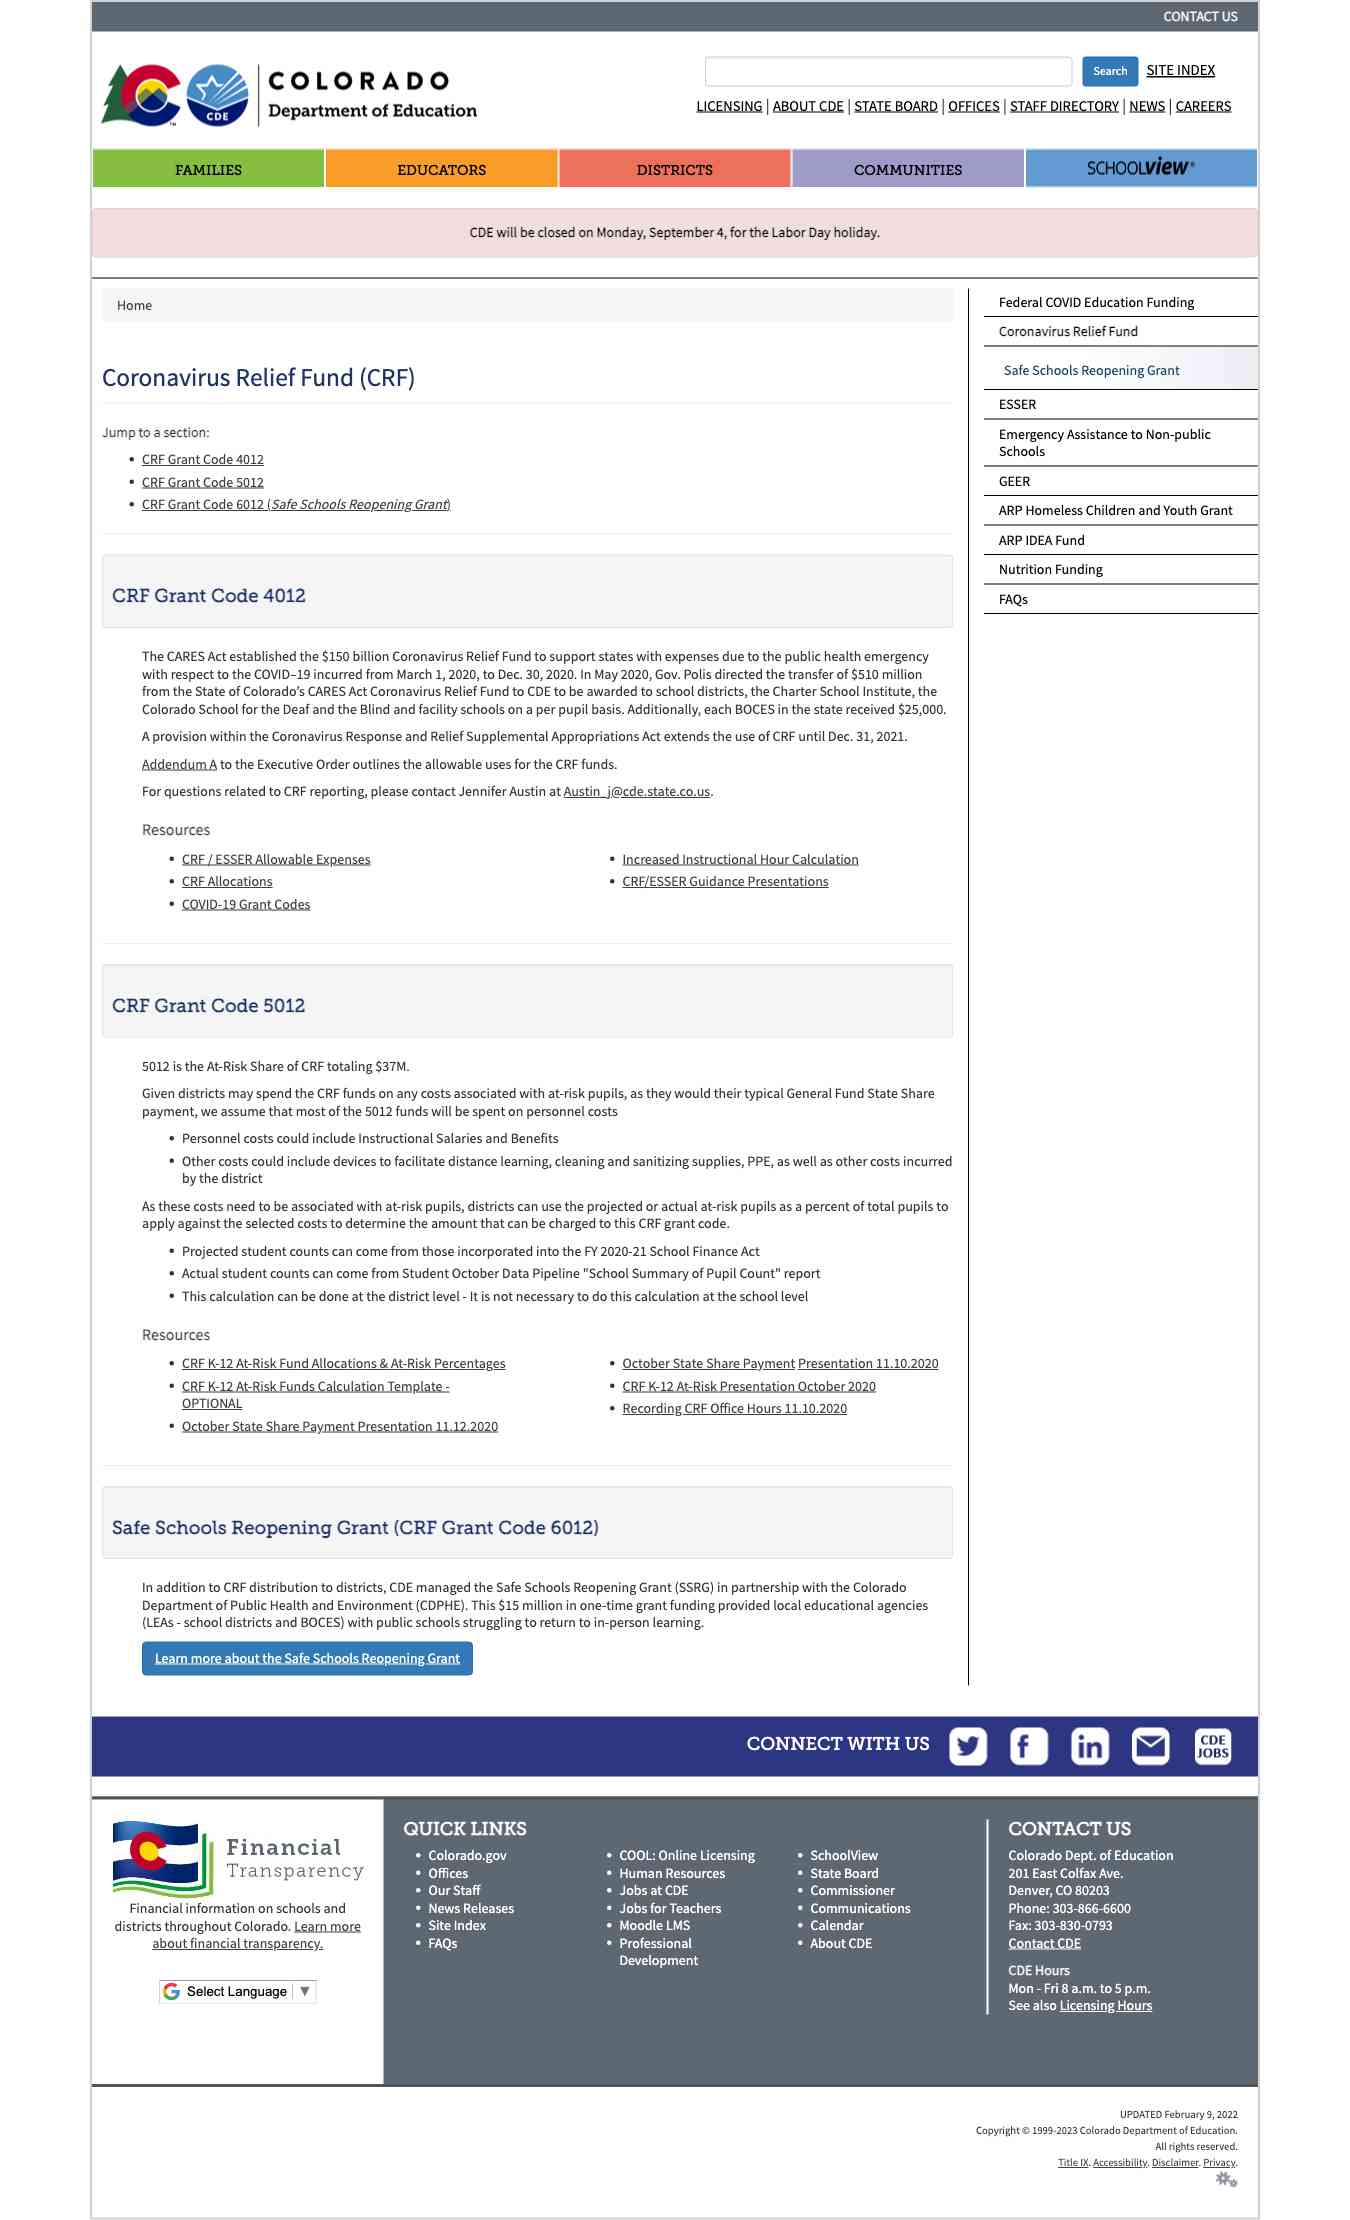 CONTACT US
CDE
COLORADO
Department of Education
Search
SITE INDEX
LICENSING | ABOUT CDE | STATE BOARD | OFFICES | STAFF DIRECTORY | NEWS | CAREERS
FAMILIES
EDUCATORS
DISTRICTS
COMMUNITIES
SCHOOLview®
CDE will be closed on Monday, September 4, for the Labor Day holiday.
Home
Coronavirus Relief Fund (CRF)
Jump to a section:
• CRF Grant Code 4012
• CRF Grant Code 5012
• CRF Grant Code 6012 (Safe Schools Reopening Grant)
CRF Grant Code 4012
The CARES Act established the $150 billion Coronavirus Relief Fund to support states with expenses due to the public health emergency
with respect to the COVID–19 incurred from March 1, 2020, to Dec. 30, 2020. In May 2020, Gov. Polis directed the transfer of $510 million
from the State of Colorado's CARES Act Coronavirus Relief Fund to CDE to be awarded to school districts, the Charter School Institute, the
Colorado School for the Deaf and the Blind and facility schools on a per pupil basis. Additionally, each BOCES in the state received $25,000.
A provision within the Coronavirus Response and Relief Supplemental Appropriations Act extends the use of CRF until Dec. 31, 2021.
Addendum A to the Executive Order outlines the allowable uses for the CRF funds.
For questions related to CRF reporting, please contact Jennifer Austin at Austin_j@cde.state.co.us.
Resources
• CRF / ESSER Allowable Expenses
• CRF Allocations
• COVID-19 Grant Codes
• Increased Instructional Hour Calculation
• CRF/ESSER Guidance Presentations
CRF Grant Code 5012
5012 is the At-Risk Share of CRF totaling $37M.
Given districts may spend the CRF funds on any costs associated with at-risk pupils, as they would their typical General Fund State Share
payment, we assume that most of the 5012 funds will be spent on personnel costs
• Personnel costs could include Instructional Salaries and Benefits
• Other costs could include devices to facilitate distance learning, cleaning and sanitizing supplies, PPE, as well as other costs incurred
by the district
As these costs need to be associated with at-risk pupils, districts can use the projected or actual at-risk pupils as a percent of total pupils to
apply against the selected costs to determine the amount that can be charged to this CRF grant code.
• Projected student counts can come from those incorporated into the FY 2020-21 School Finance Act
• Actual student counts can come from Student October Data Pipeline "School Summary of Pupil Count" report
• This calculation can be done at the district level - It is not necessary to do this calculation at the school level
Resources
• CRF K-12 At-Risk Fund Allocations & At-Risk Percentages
• CRF K-12 At-Risk Funds Calculation Template -
OPTIONAL
• October State Share Payment Presentation 11.12.2020
• October State Share Payment Presentation 11.10.2020
• CRF K-12 At-Risk Presentation October 2020
• Recording CRF Office Hours 11.10.2020
Safe Schools Reopening Grant (CRF Grant Code 6012)
In addition to CRF distribution to districts, CDE managed the Safe Schools Reopening Grant (SSRG) in partnership with the Colorado
Department of Public Health and Environment (CDPHE). This $15 million in one-time grant funding provided local educational agencies
(LEAs - school districts and BOCES) with public schools struggling to return to in-person learning.
Learn more about the Safe Schools Reopening Grant
Federal COVID Education Funding
Coronavirus Relief Fund
Safe Schools Reopening Grant
ESSER
Emergency Assistance to Non-public
Schools
GEER
ARP Homeless Children and Youth Grant
ARP IDEA Fund
Nutrition Funding
FAQs
CONNECT WITH US
CDE
JOBS
Financial
Transparency
Financial information on schools and
districts throughout Colorado. Learn more
about financial transparency.
Select Language ▼
QUICK LINKS
• Colorado.gov
• Offices
• Our Staff
• News Releases
• Site Index
• FAQs
• COOL: Online Licensing
• Human Resources
• Jobs at CDE
• Jobs for Teachers
• Moodle LMS
• Professional
Development
• SchoolView
• State Board
• Commissioner
• Communications
• Calendar
• About CDE
CONTACT US
Colorado Dept. of Education
201 East Colfax Ave.
Denver, CO 80203
Phone: 303-866-6600
Fax: 303-830-0793
Contact CDE
CDE Hours
Mon - Fri 8 a.m. to 5 p.m.
See also Licensing Hours
UPDATED February 9, 2022
Copyright © 1999-2023 Colorado Department of Education.
All rights reserved.
Title IX. Accessibility. Disclaimer. Privacy.